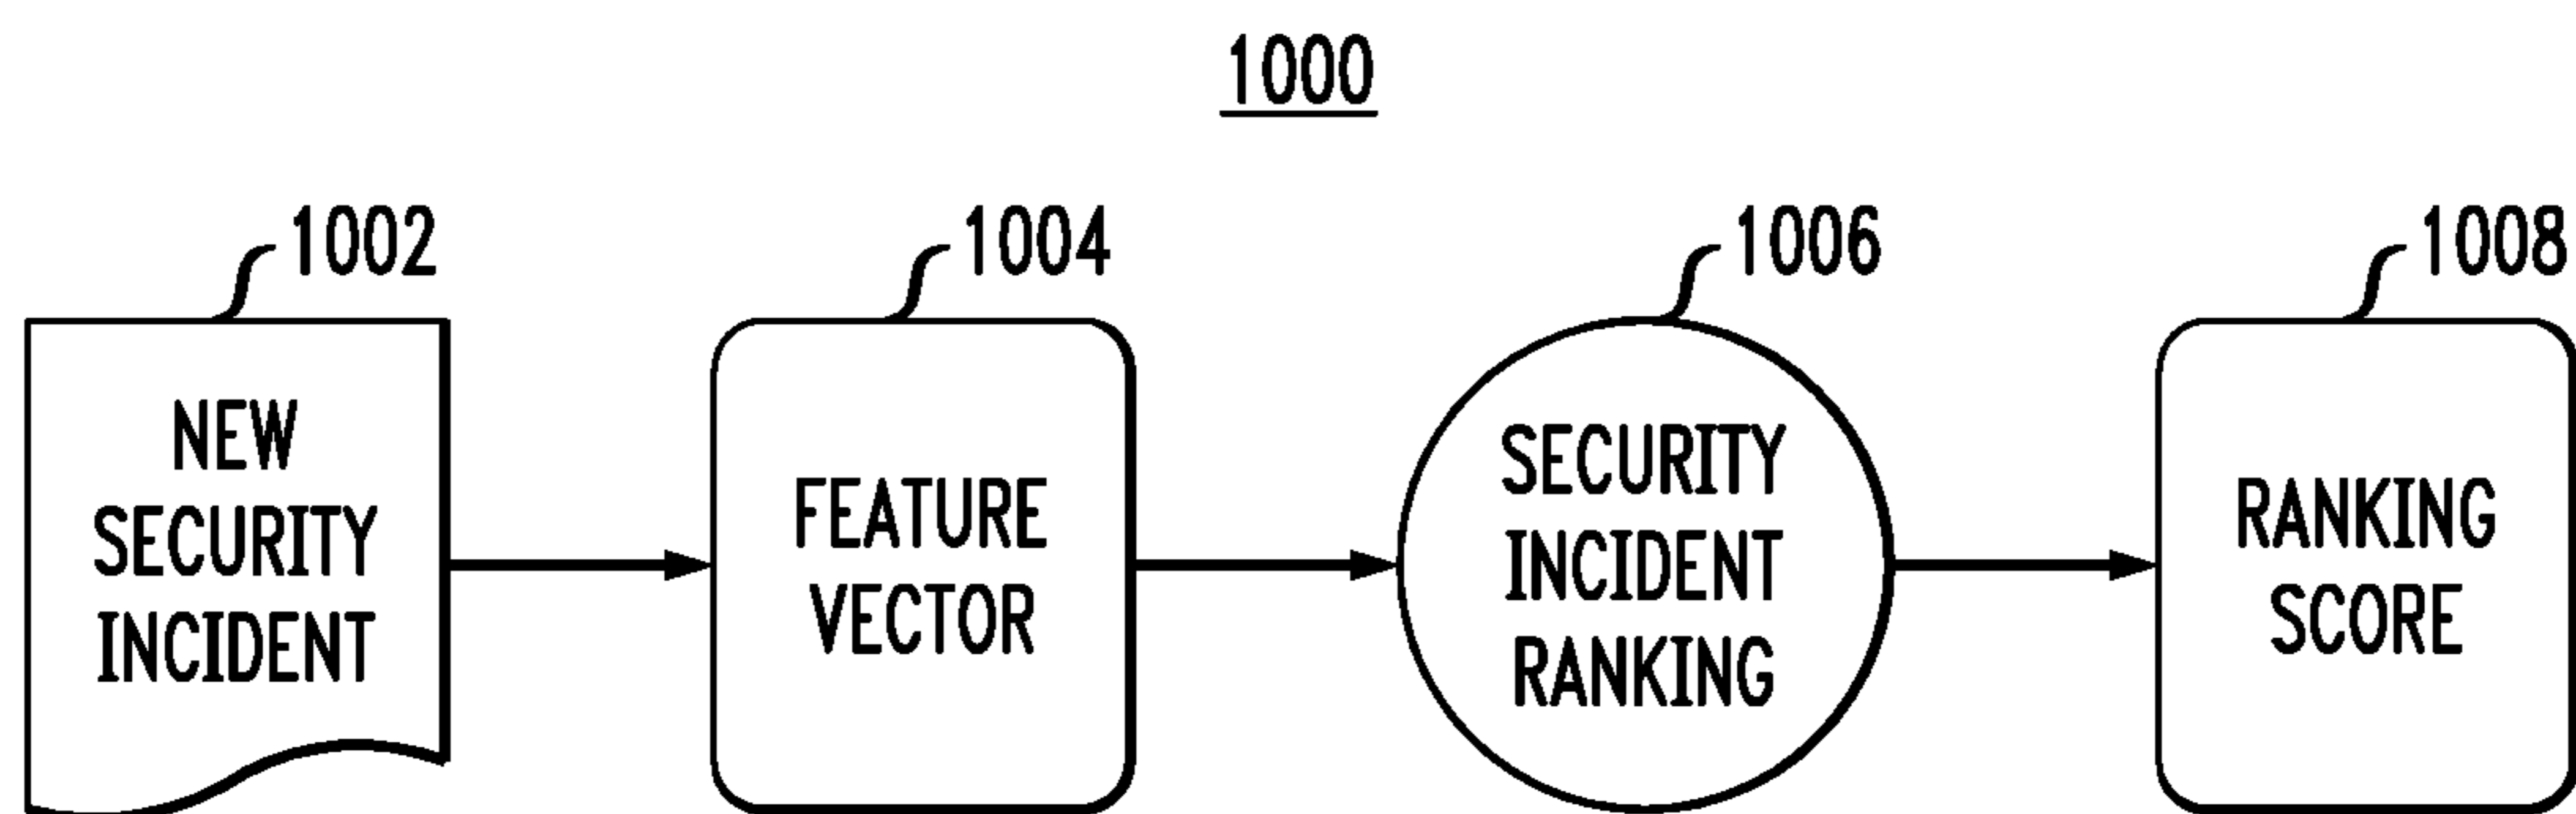 1000
1002
1004
1006
1008
NEW
SECURITY
INCIDENT
FEATURE
VECTOR
SECURITY
INCIDENT
RANKING
RANKING
SCORE